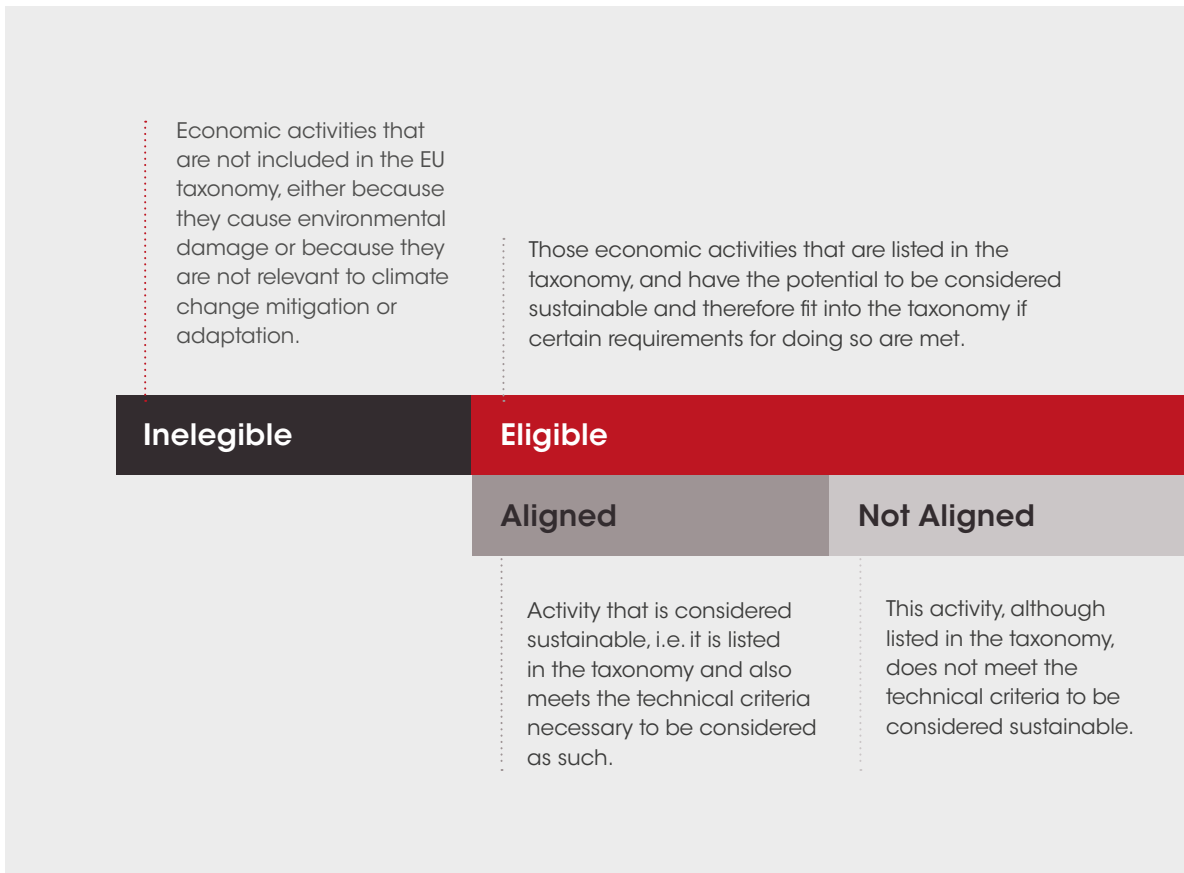 Economic activities that
are not included in the EU
taxonomy, either because
they cause environmental
damage or because they
are not relevant to climate
change mitigation or
adaptation.
Those economic activities that are listed in the
taxonomy, and have the potential to be considered
sustainable and therefore fit into the taxonomy if
certain requirements for doing so are met.
Inelegible
Eligible
Aligned
Not Aligned
Activity that is considered
sustainable, i.e. it is listed
in the taxonomy and also
meets the technical criteria
necessary to be considered
as such.
This activity, although
listed in the taxonomy,
does not meet the
technical criteria to be
considered sustainable.